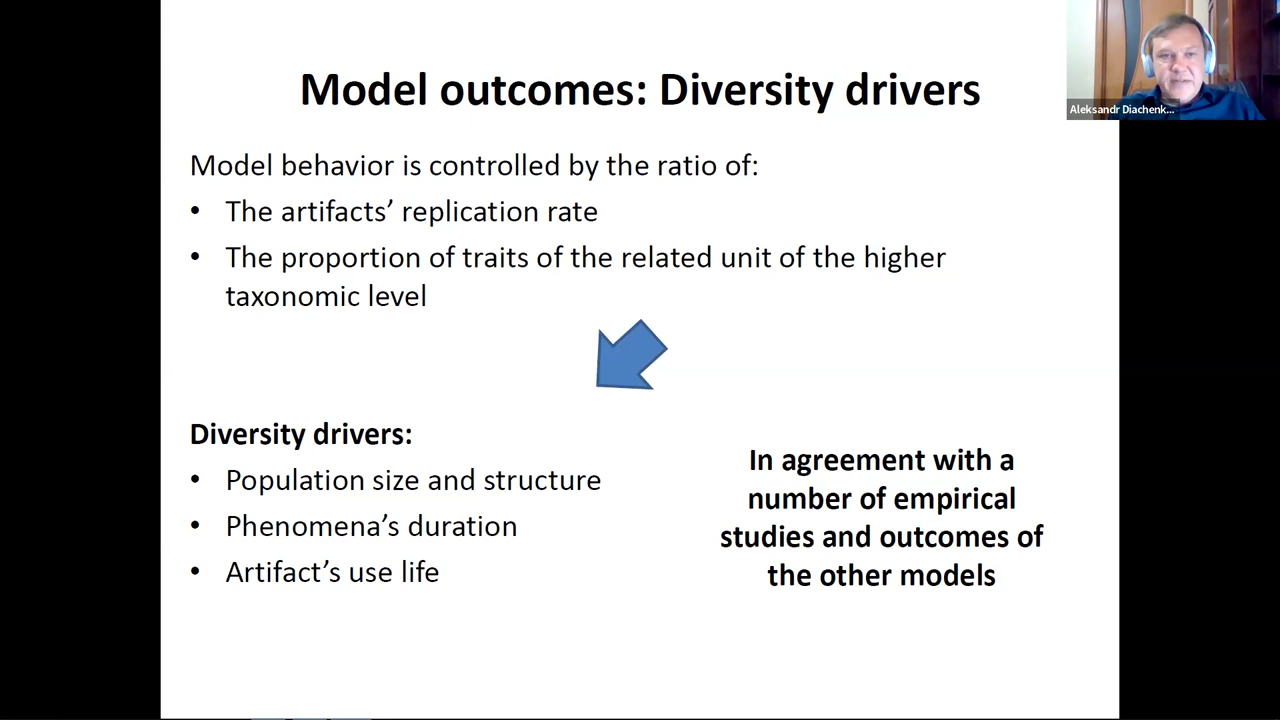 Model outcomes: Diversity drivers
Aleksandr Diachenk...
Model behavior is controlled by the ratio of:
• The artifacts’ replication rate
• The proportion of traits of the related unit of the higher
taxonomic level
Diversity drivers:
• Population size and structure
• Phenomena’s duration
• Artifact’s use life
In agreement with a
number of empirical
studies and outcomes of
the other models